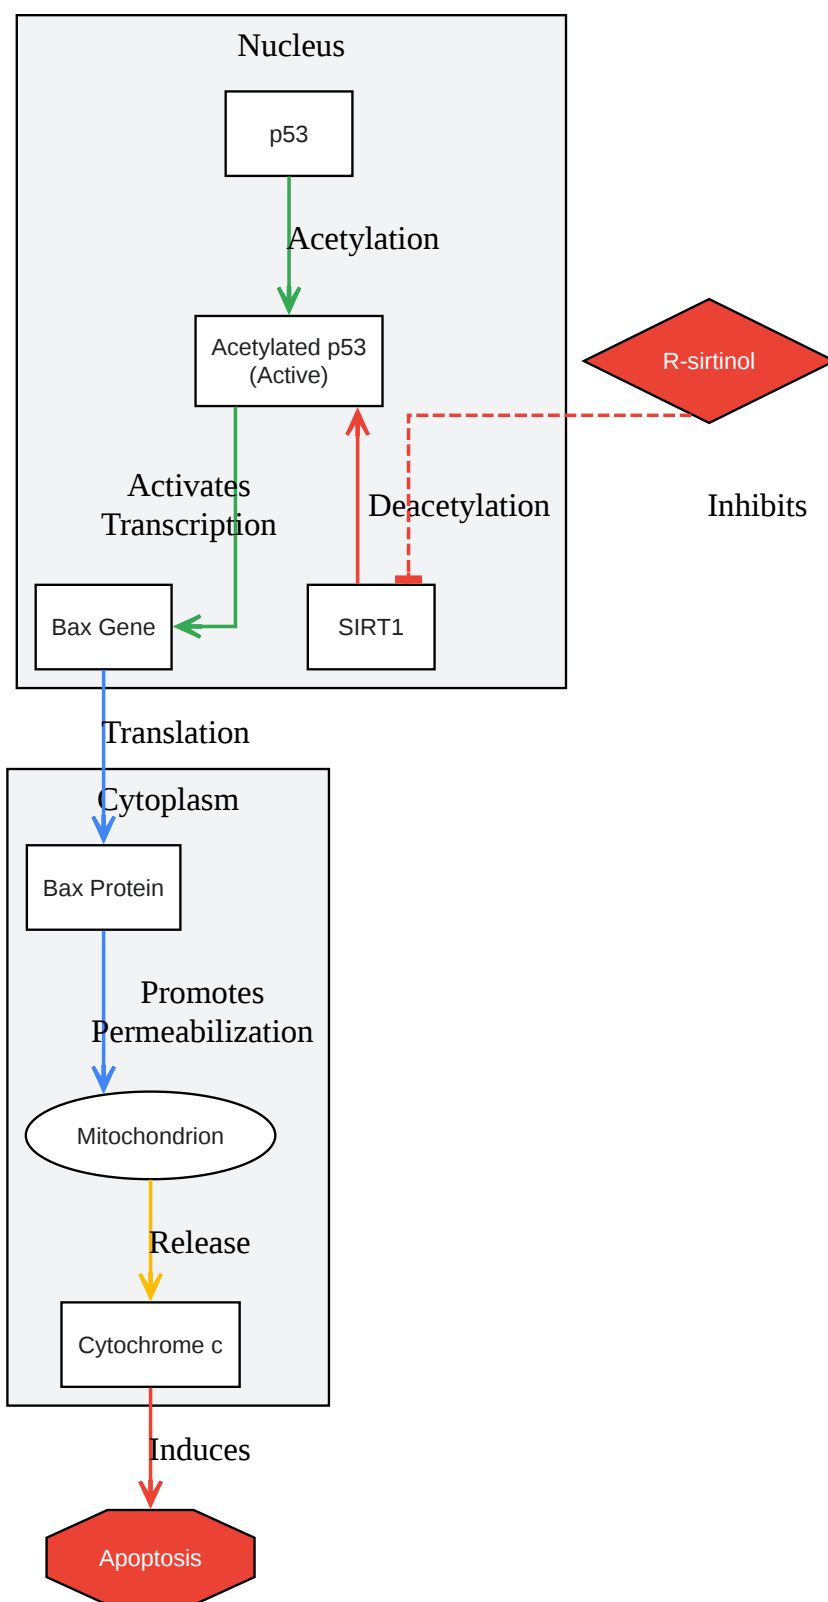 Nucleus
p53
Acetylation
Acetylated p53
(Active)
R-sirtinol
Activates
Transcription
Deacetylation
Inhibits
Bax Gene
SIRT1
Translation
Cytoplasm
Bax Protein
Promotes
Permeabilization
Mitochondrion
Release
Cytochrome c
Induces
Apoptosis